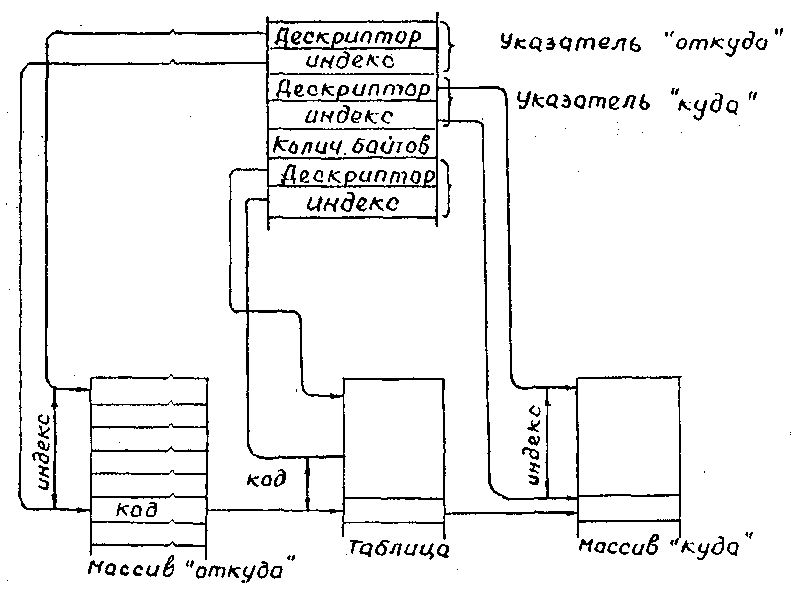 Дескриптор
индекс
Указатель "откуда"
Дескриптор
индекс
Указатель "куда"
Колич. байтов
Дескриптор
индекс
индекс
код
Массив "откуда"
код
Таблица
индекс
Массив "куда"